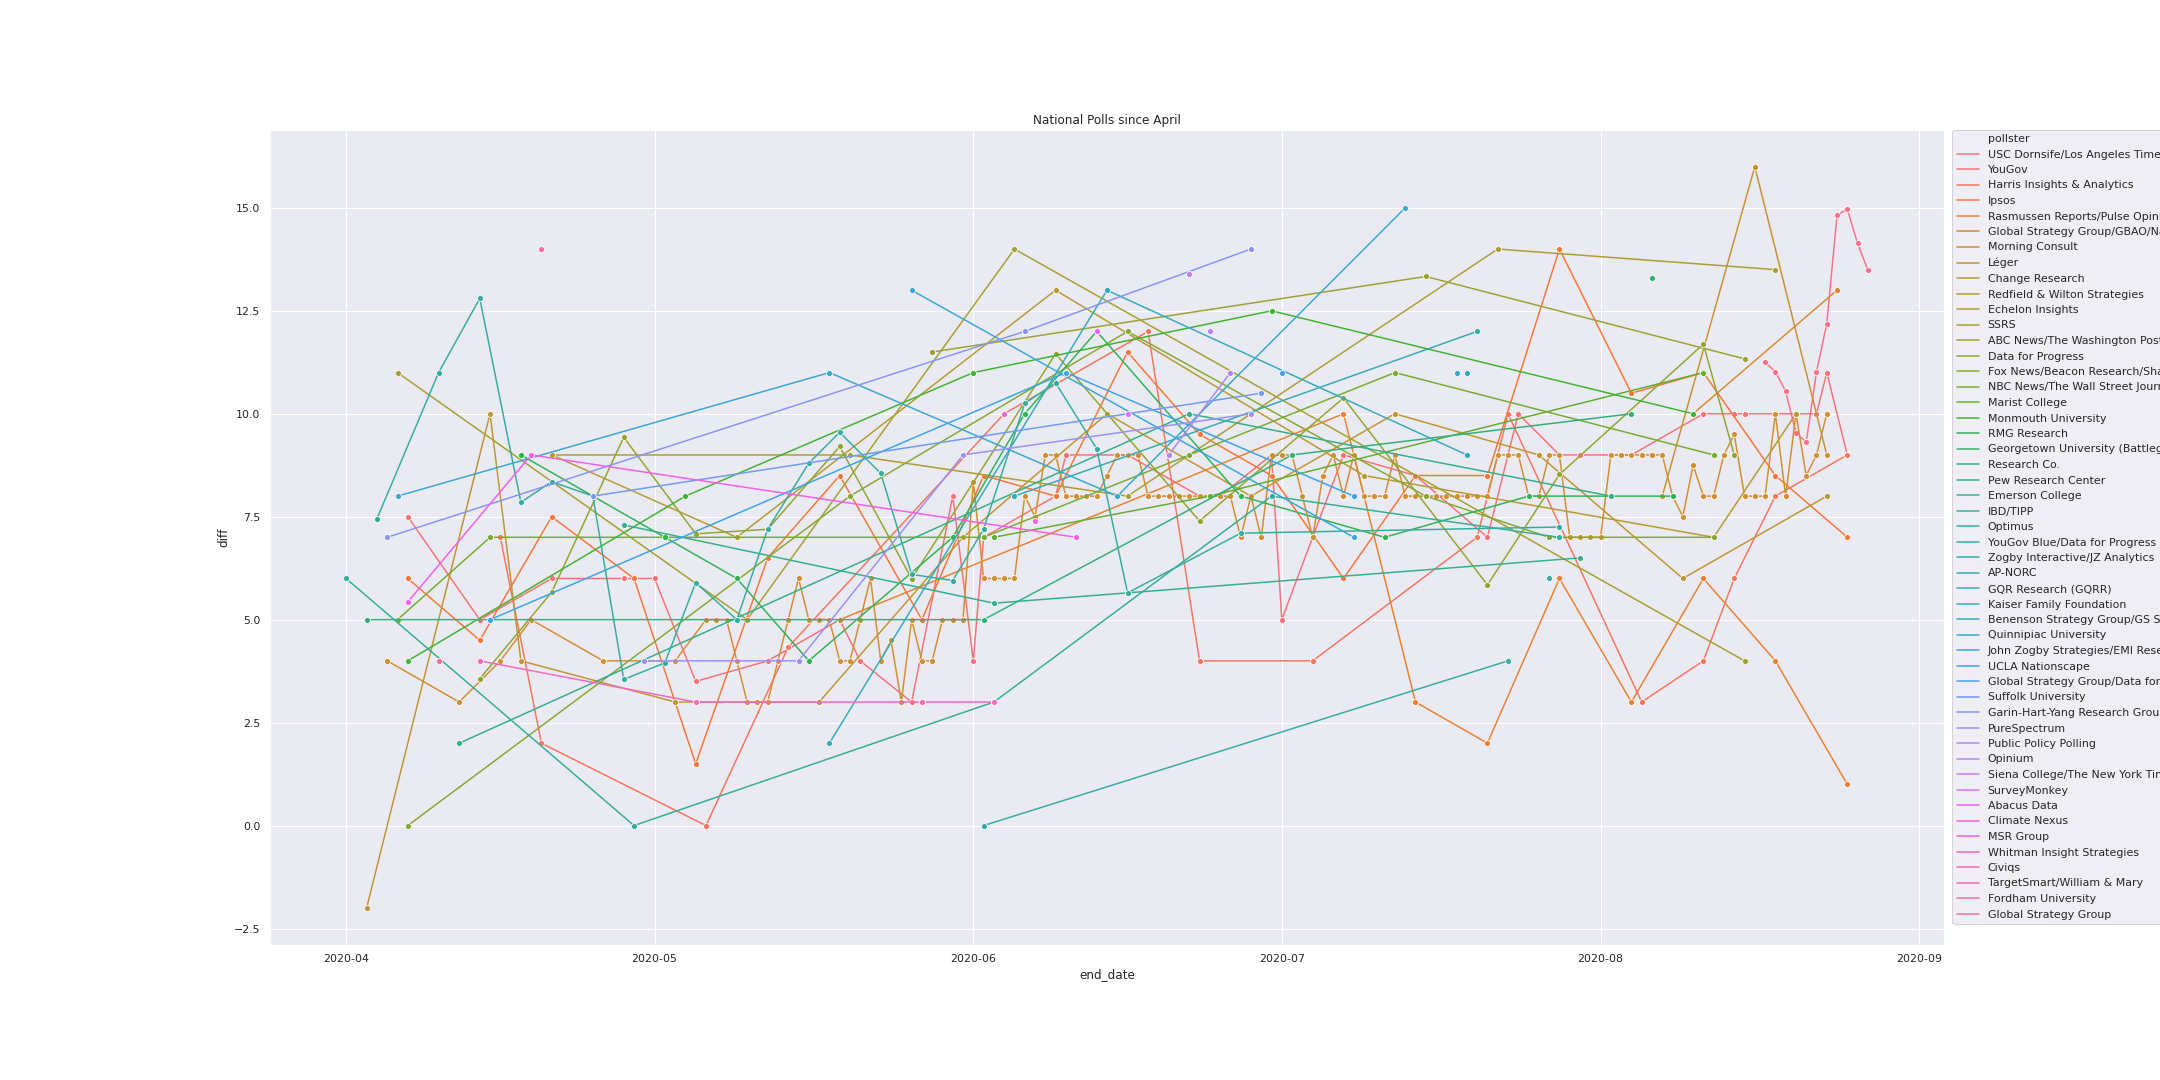 National Polls since April
diff
15.0
12.5
10.0
7.5
5.0
2.5
0.0
−2.5
2020-04
2020-05
2020-06
2020-07
2020-08
2020-09
end_date
pollster
USC Dornsife/Los Angeles Time
YouGov
Harris Insights & Analytics
Ipsos
Rasmussen Reports/Pulse Opin
Global Strategy Group/GBAO/Na
Morning Consult
Léger
Change Research
Redfield & Wilton Strategies
Echelon Insights
SSRS
ABC News/The Washington Post
Data for Progress
Fox News/Beacon Research/Sha
NBC News/The Wall Street Journ
Marist College
Monmouth University
RMG Research
Georgetown University (Battleg
Research Co.
Pew Research Center
Emerson College
IBD/TIPP
Optimus
YouGov Blue/Data for Progress
Zogby Interactive/JZ Analytics
AP-NORC
GQR Research (GQRR)
Kaiser Family Foundation
Benenson Strategy Group/GS S
Quinnipiac University
John Zogby Strategies/EMI Rese
UCLA Nationscape
Global Strategy Group/Data for
Suffolk University
Garin-Hart-Yang Research Grou
PureSpectrum
Public Policy Polling
Opinium
Siena College/The New York Tim
SurveyMonkey
Abacus Data
Climate Nexus
MSR Group
Whitman Insight Strategies
Civiqs
TargetSmart/William & Mary
Fordham University
Global Strategy Group